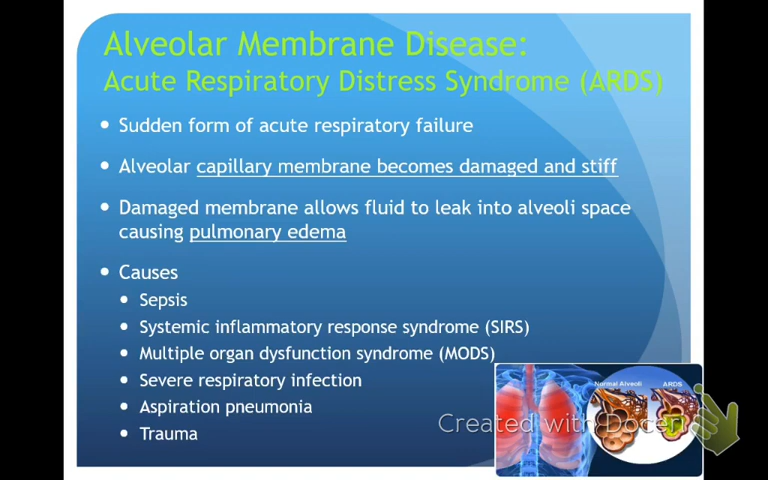 Alveolar Membrane Disease:
Acute Respiratory Distress Syndrome (ARDS)
• Sudden form of acute respiratory failure
• Alveolar capillary membrane becomes damaged and stiff
• Damaged membrane allows fluid to leak into alveoli space
causing pulmonary edema
• Causes
• Sepsis
• Systemic inflammatory response syndrome (SIRS)
• Multiple organ dysfunction syndrome (MODS)
• Severe respiratory infection
• Aspiration pneumonia
• Trauma
Normal Alveoli
ARDS
Created with Doceri